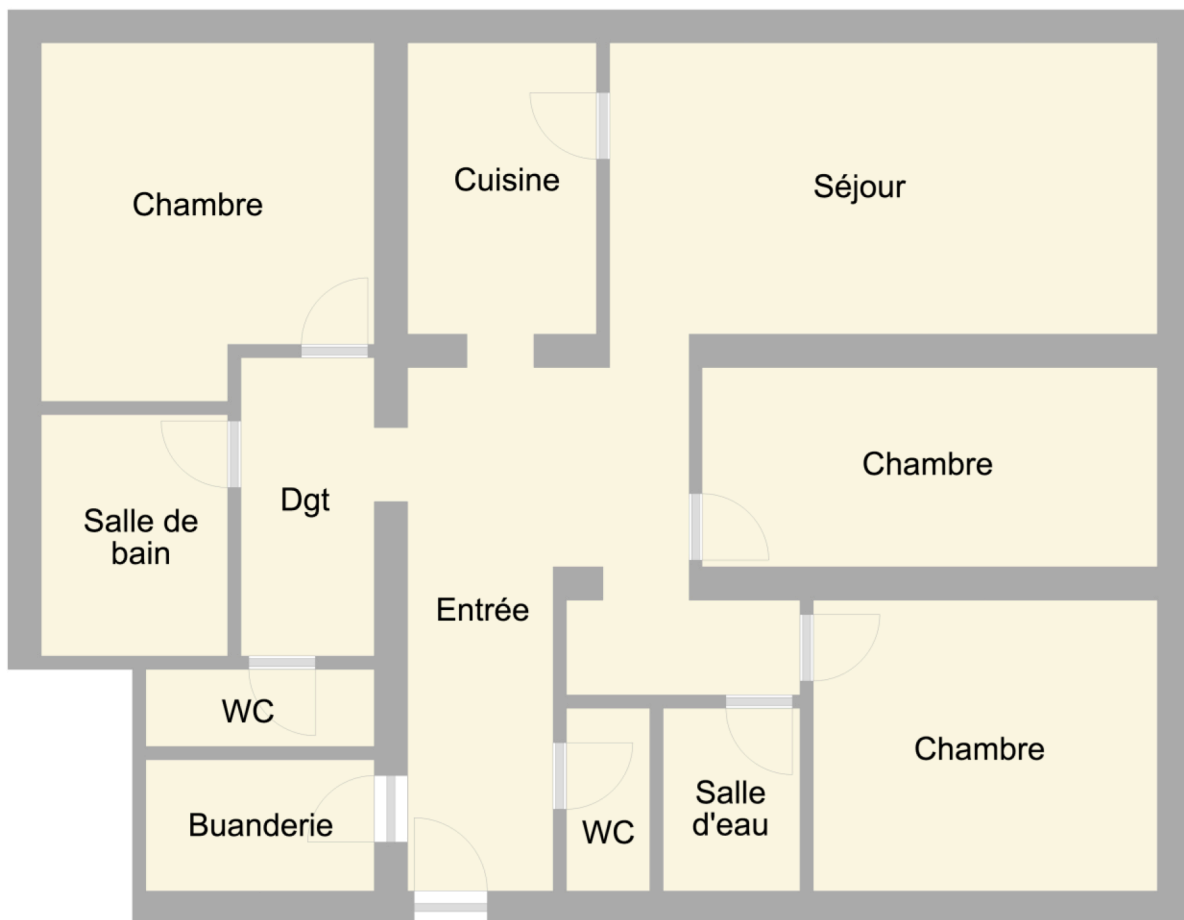 Chambre
Cuisine
Séjour
Chambre
Salle de
bain
Dgt
Entrée
WC
Chambre
Buanderie
WC
Salle
d'eau